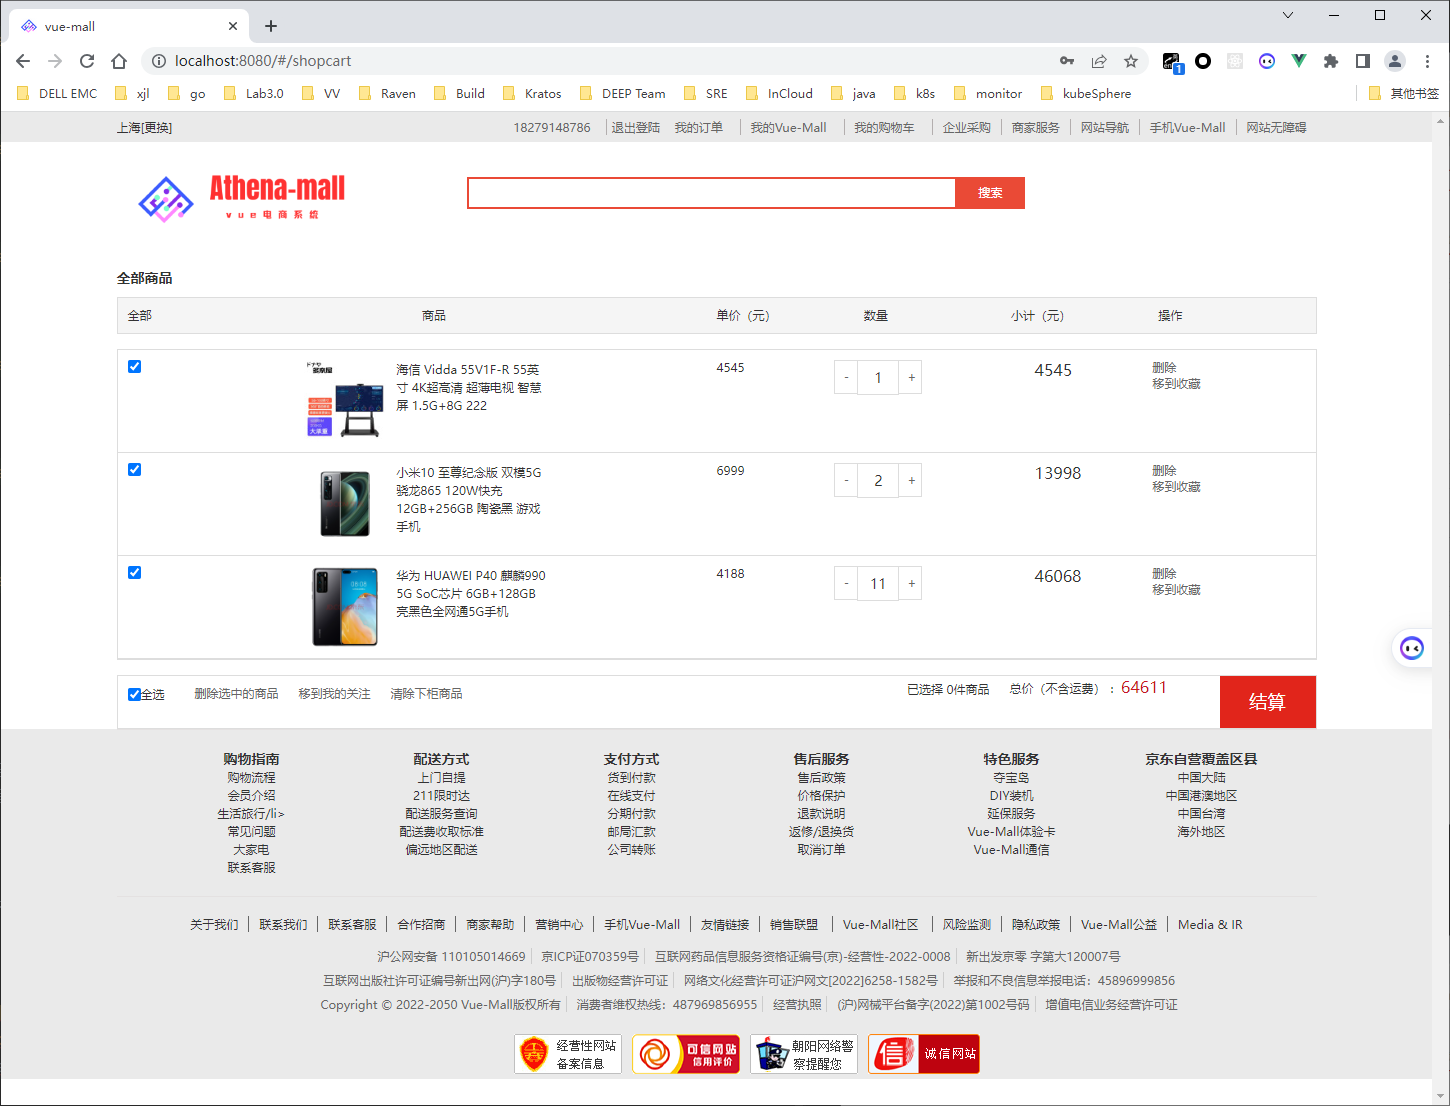 vue-mall
localhost:8080/#/shopcart
DELL EMC xjl go Lab3.0 VV Raven Build Kratos DEEP Team SRE InCloud java k8s monitor kubeSphere 其他书签
上海[更换] 18279148786 退出登陆 我的订单 我的Vue-Mall 我的购物车 企业采购 商家服务 网站导航 手机Vue-Mall 网站无障碍
Athena-mall
vue电商系统
搜索
全部商品
全部 商品 单价（元） 数量 小计（元） 操作
海信 Vidda 55V1F-R 55英 4545 - 1 + 4545 删除
寸 4K超高清 超薄电视 智慧 移到收藏
屏 1.5G+8G 222
大承重
小米10 至尊纪念版 双模5G 6999 - 2 + 13998 删除
骁龙865 120W快充 移到收藏
12GB+256GB 陶瓷黑 游戏
手机
华为 HUAWEI P40 麒麟990 4188 - 11 + 46068 删除
5G SoC芯片 6GB+128GB 移到收藏
亮黑色全网通5G手机
全选 删除选中的商品 移到我的关注 清除下柜商品 已选择 0件商品 总价（不含运费） ：64611 结算
购物指南 配送方式 支付方式 售后服务 特色服务 京东自营覆盖区县
购物流程 上门自提 货到付款 售后政策 夺宝岛 中国大陆
会员介绍 211限时达 在线支付 价格保护 DIY装机 中国港澳地区
生活旅行/li> 配送服务查询 分期付款 退款说明 延保服务 中国台湾
常见问题 配送费收取标准 邮局汇款 返修/退换货 Vue-Mall体验卡 海外地区
大家电 偏远地区配送 公司转账 取消订单 Vue-Mall通信
联系客服
关于我们 联系我们 联系客服 合作招商 商家帮助 营销中心 手机Vue-Mall 友情链接 销售联盟 Vue-Mall社区 风险监测 隐私政策 Vue-Mall公益 Media & IR
沪公网安备 110105014669 京ICP证070359号 互联网药品信息服务资格证编号(京)-经营性-2022-0008 新出发京零 字第大120007号
互联网出版社许可证编号新出网(沪)字180号 出版物经营许可证 网络文化经营许可证沪网文[2022]6258-1582号 举报和不良信息举报电话：45896999856
Copyright © 2022-2050 Vue-Mall版权所有 消费者维权热线：487969856955 经营执照 (沪)网械平台备字(2022)第1002号码 增值电信业务经营许可证
经营性网站 可信网站 朝阳网络警 信 诚信网站
备案信息 信用评价 察提醒您